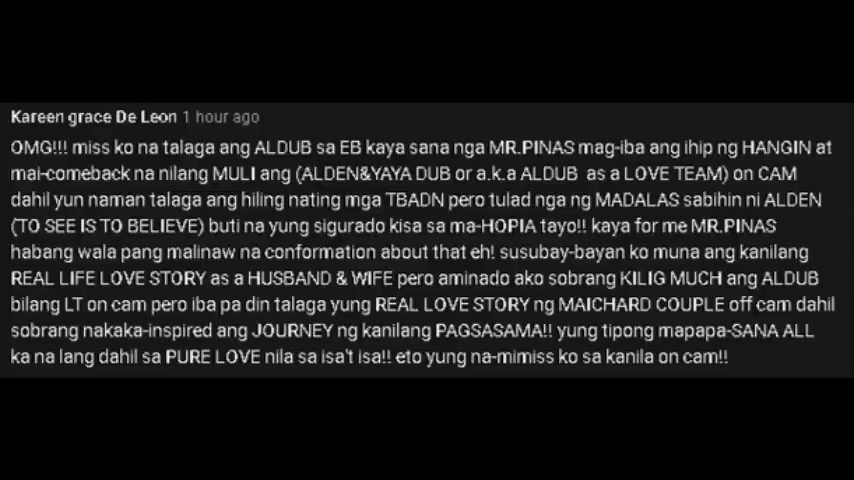 Kareen grace De Leon 1 hour ago
OMG!!! miss ko na talaga ang ALDUB sa EB kaya sana nga MR.PINAS mag-iba ang ihip ng HANGIN at
mai-comeback na nilang MULI ang (ALDEN&YAYA DUB or a.k.a ALDUB as a LOVE TEAM) on CAM
dahil yun naman talaga ang hiling nating mga TBADN pero tulad nga ng MADALAS sabihin ni ALDEN
(TO SEE IS TO BELIEVE) buti na yung sigurado kisa sa ma-HOPIA tayo!! kaya for me MR.PINAS
habang wala pang malinaw na conformation about that eh! susubay-bayan ko muna ang kanilang
REAL LIFE LOVE STORY as a HUSBAND & WIFE pero aminado ako sobrang KILIG MUCH ang ALDUB
bilang LT on cam pero iba pa din talaga yung REAL LOVE STORY ng MAICHARD COUPLE off cam dahil
sobrang nakaka-inspired ang JOURNEY ng kanilang PAGSASAMA!! yung tipong mapapa-SANA ALL
ka na lang dahil sa PURE LOVE nila sa isa't isa!! eto yung na-mimiss ko sa kanila on cam!!